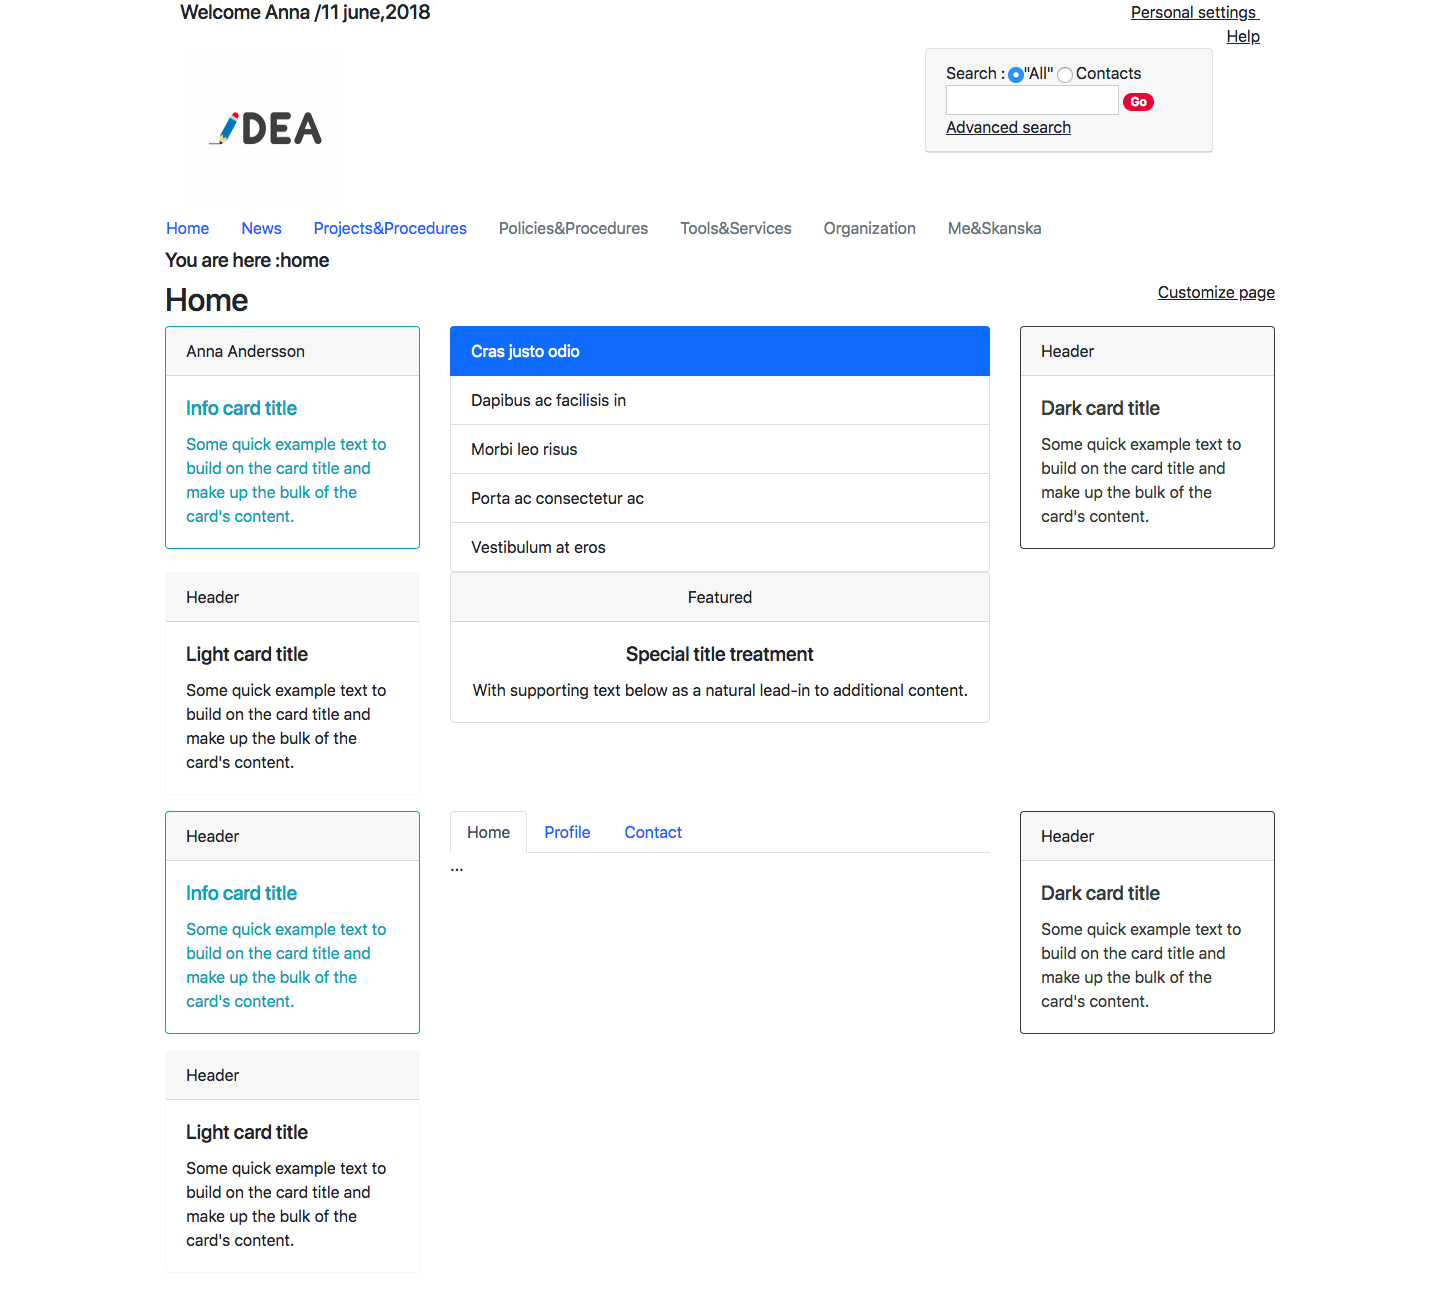 Welcome Anna /11 june,2018
Personal settings
Help
Search : "All" Contacts
Go
Advanced search
DEA
Home News Projects&Procedures Policies&Procedures Tools&Services Organization Me&Skanska
You are here :home
Home
Customize page
Anna Andersson
Info card title
Some quick example text to
build on the card title and
make up the bulk of the
card's content.
Cras justo odio
Dapibus ac facilisis in
Morbi leo risus
Porta ac consectetur ac
Vestibulum at eros
Header
Dark card title
Some quick example text to
build on the card title and
make up the bulk of the
card's content.
Header
Light card title
Some quick example text to
build on the card title and
make up the bulk of the
card's content.
Featured
Special title treatment
With supporting text below as a natural lead-in to additional content.
Header
Info card title
Some quick example text to
build on the card title and
make up the bulk of the
card's content.
Home Profile Contact
...
Header
Dark card title
Some quick example text to
build on the card title and
make up the bulk of the
card's content.
Header
Light card title
Some quick example text to
build on the card title and
make up the bulk of the
card's content.